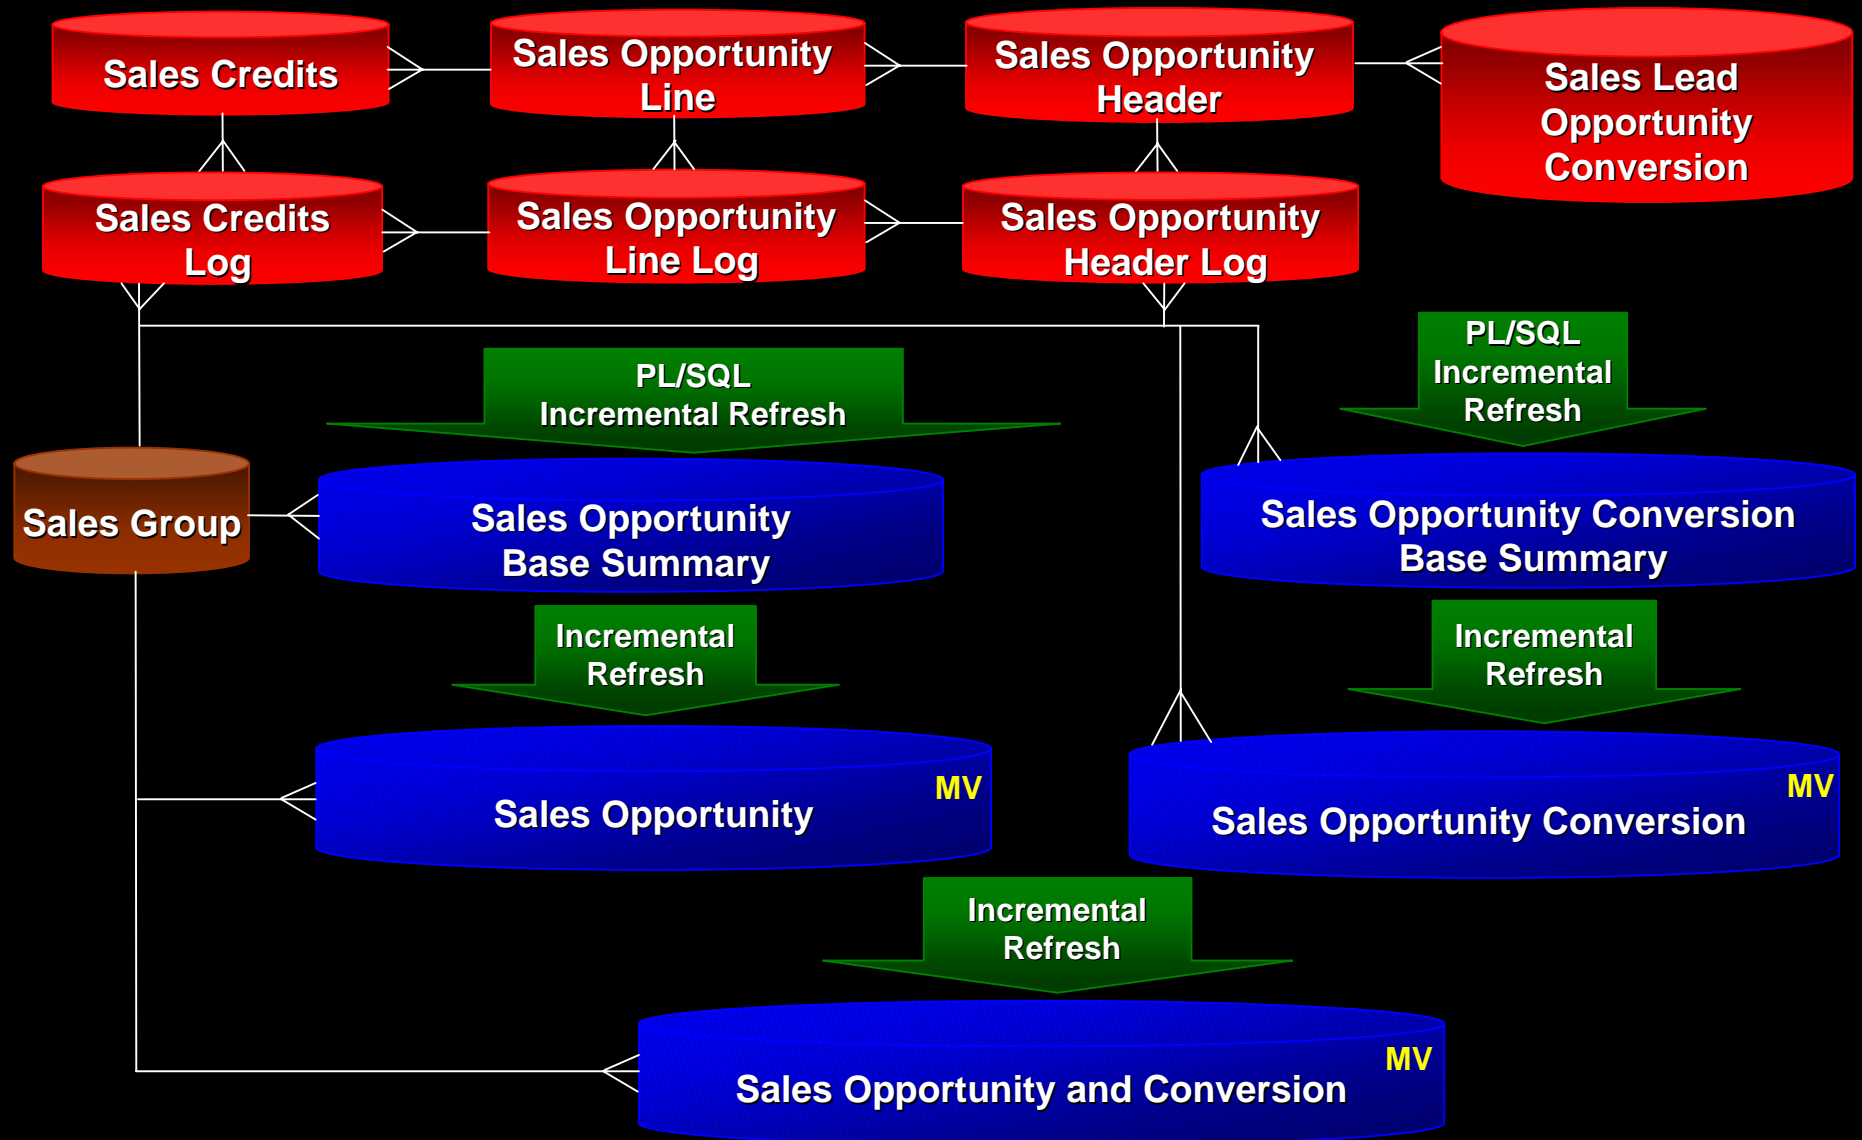 Sales Credits
Sales Opportunity
Line
Sales Opportunity
Header
Sales Lead
Opportunity
Conversion
Sales Credits
Log
Sales Opportunity
Line Log
Sales Opportunity
Header Log
PL/SQL
Incremental Refresh
PL/SQL
Incremental
Refresh
Sales Group
Sales Opportunity
Base Summary
Sales Opportunity Conversion
Base Summary
Incremental
Refresh
Incremental
Refresh
MV
Sales Opportunity
MV
Sales Opportunity Conversion
Incremental
Refresh
MV
Sales Opportunity and Conversion